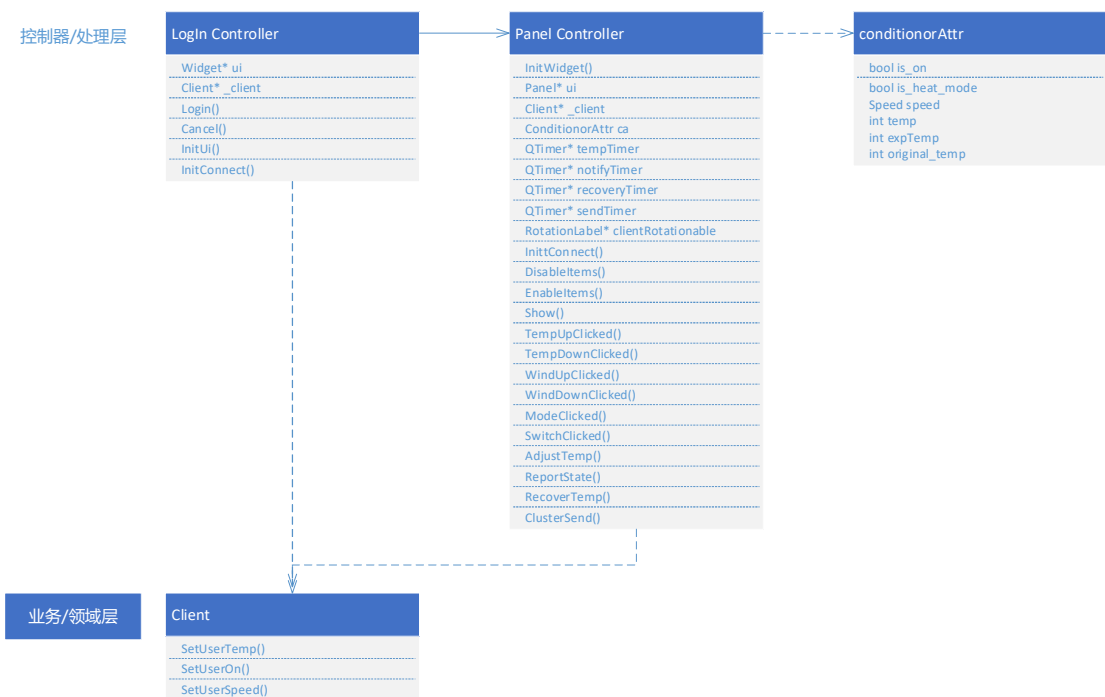 控制器/处理层
LogIn Controller
Widget* ui
Client* _client
Login()
Cancel()
InitUi()
InitConnect()
Panel Controller
InitWidget()
Panel* ui
Client* _client
ConditionorAttr ca
QTimer* tempTimer
QTimer* notifyTimer
QTimer* recoveryTimer
QTimer* sendTimer
RotationLabel* clientRotationable
InittConnect()
DisableItems()
EnableItems()
Show()
TempUpClicked()
TempDownClicked()
WindUpClicked()
WindDownClicked()
ModeClicked()
SwitchClicked()
AdjustTemp()
ReportState()
RecoverTemp()
ClusterSend()
conditionorAttr
bool is_on
bool is_heat_mode
Speed speed
int temp
int expTemp
int original_temp
业务/领域层
Client
SetUserTemp()
SetUserOn()
SetUserSpeed()